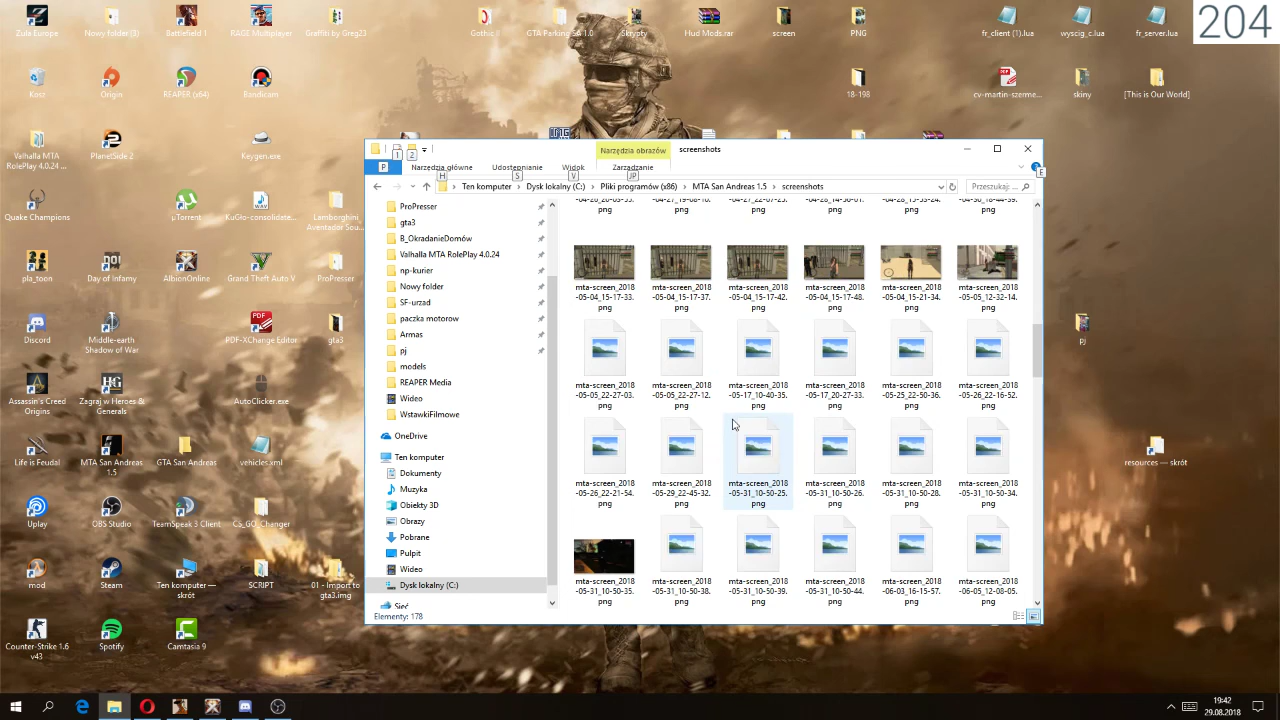 204
Zula Europe
Nowy folder (3)
Battlefield 1
RAGE Multiplayer
Graffiti by Greg23
Gothic II
GTA Parking SA 1.0
Skrypty
Hud Mods.rar
screen
PNG
fr_client (1).lua
wyscig_c.lua
fr_server.lua
Kosz
Origin
REAPER (x64)
Bandicam
18-198
cv-martin-szerme...
skiny
[This is Our World]
Valhalla MTA
RolePlay 4.0.24 ...
PlanetSide 2
Keygen.exe
Quake Champions
µTorrent
KuGlo-consolidate...
Lamborghini
Aventador Sou...
pla_toon
Day of Infamy
AlbionOnline
Grand Theft Auto V
ProPresser
Discord
Middle-earth
Shadow of War
PDF-XChange Editor
gta3
pj
Assassin's Creed
Origins
Zagraj w Heroes &
Generals
AutoClicker.exe
Life is Feudal
MTA San Andreas
1.5
GTA San Andreas
vehicles.xml
resources — skrót
Uplay
OBS Studio
TeamSpeak 3 Client
CS_GO_Changer
mod
Steam
Ten komputer —
skrót
SCRIPT
01 - Import to
gta3.img
Counter-Strike 1.6
v43
Spotify
Camtasia 9
1
2
Narzędzia obrazów
screenshots
P
Narzędzia główne
Udostępnianie
Widok
Zarządzanie
H
S
V
JP
E
Ten komputer
Dysk lokalny (C:)
Pliki programów (x86)
MTA San Andreas 1.5
screenshots
Przeszukaj: ...
ProPresser
gta3
B_OkradanieDomów
Valhalla MTA RolePlay 4.0.24
np-kurier
Nowy folder
SF-urzad
paczka motorow
Armas
pj
models
REAPER Media
Wideo
WstawkiFilmowe
OneDrive
Ten komputer
Dokumenty
Muzyka
Obiekty 3D
Obrazy
Pobrane
Pulpit
Wideo
Dysk lokalny (C:)
Sieć
png
png
png
png
png
png
mta-screen_2018
-05-04_15-17-33.
png
mta-screen_2018
-05-04_15-17-37.
png
mta-screen_2018
-05-04_15-17-42.
png
mta-screen_2018
-05-04_15-17-48.
png
mta-screen_2018
-05-04_15-21-34.
png
mta-screen_2018
-05-05_12-32-14.
png
mta-screen_2018
-05-05_22-27-03.
png
mta-screen_2018
-05-05_22-27-12.
png
mta-screen_2018
-05-17_10-40-35.
png
mta-screen_2018
-05-17_20-27-33.
png
mta-screen_2018
-05-25_22-50-36.
png
mta-screen_2018
-05-26_22-16-52.
png
mta-screen_2018
-05-26_22-21-54.
png
mta-screen_2018
-05-29_22-45-32.
png
mta-screen_2018
-05-31_10-50-25.
png
mta-screen_2018
-05-31_10-50-26.
png
mta-screen_2018
-05-31_10-50-28.
png
mta-screen_2018
-05-31_10-50-34.
png
mta-screen_2018
-05-31_10-50-35.
png
mta-screen_2018
-05-31_10-50-38.
png
mta-screen_2018
-05-31_10-50-39.
png
mta-screen_2018
-05-31_10-50-44.
png
mta-screen_2018
-06-03_16-15-57.
png
mta-screen_2018
-06-05_12-08-05.
png
Elementy: 178
19:42
29.08.2018